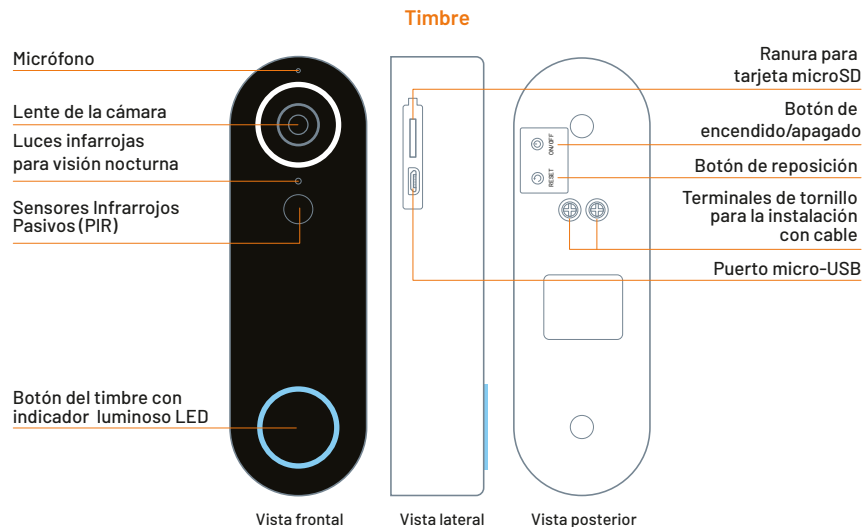 Timbre
Micrófono
Lente de la cámara
Luces infarrojas
para visión nocturna
Sensores Infrarrojos
Pasivos (PIR)
Botón del timbre con
indicador luminoso LED
Ranura para
tarjeta microSD
Botón de
encendido/apagado
Botón de reposición
Terminales de tornillo
para la instalación
con cable
Puerto micro-USB
ON/OFF
RESET
Vista frontal
Vista lateral
Vista posterior